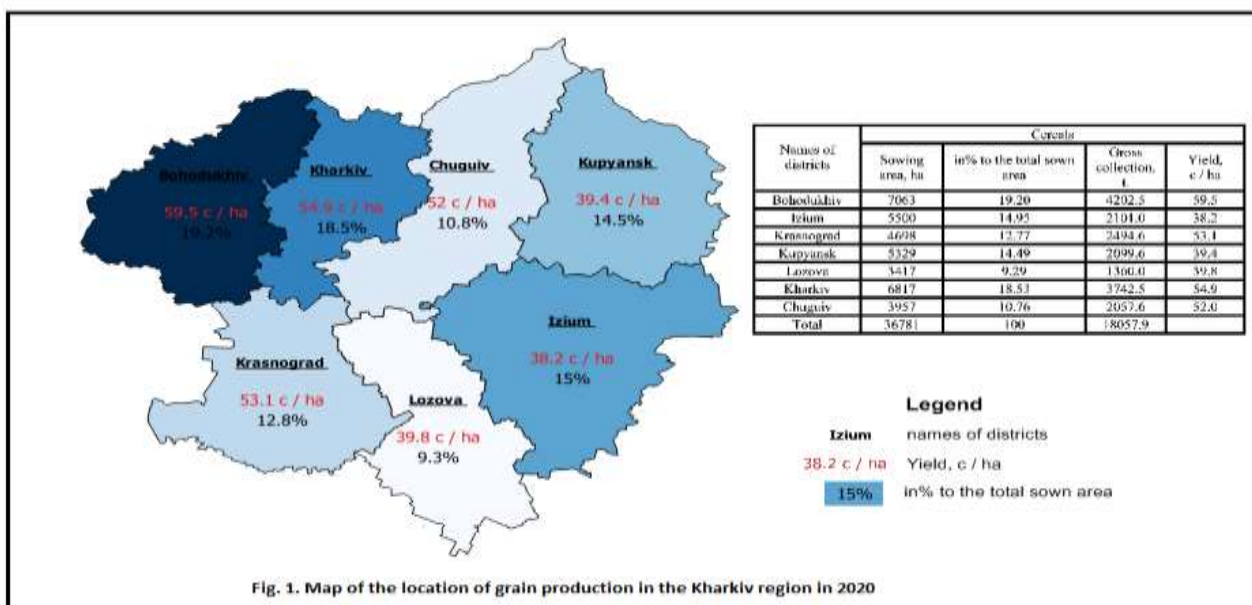 Bohodukhiv
59.5 c / ha
19.2%
Kharkiv
54.9 c / ha
18.5%
Chuguiv
52 c / ha
10.8%
Kupyansk
39.4 c / ha
14.5%
Izium
38.2 c / ha
15%
Krasnograd
53.1 c / ha
12.8%
Lozova
39.8 c / ha
9.3%
Names of districts
Cereals
Sowing area, ha
in% to the total sown area
Gross collection, t.
Yield, c / ha
Bohodukhiv 7063 19.20 4202.5 59.5
Izium 5500 14.95 2101.0 38.2
Krasnograd 4698 12.77 2494.6 53.1
Kupyansk 5329 14.49 2099.6 39.4
Lozova 3417 9.29 1360.0 39.8
Kharkiv 6817 18.53 3742.5 54.9
Chuguiv 3957 10.76 2057.6 52.0
Total 36781 100 18057.9
Legend
Izium names of districts
38.2 c / ha Yield, c / ha
15% in% to the total sown area
Fig. 1. Map of the location of grain production in the Kharkiv region in 2020